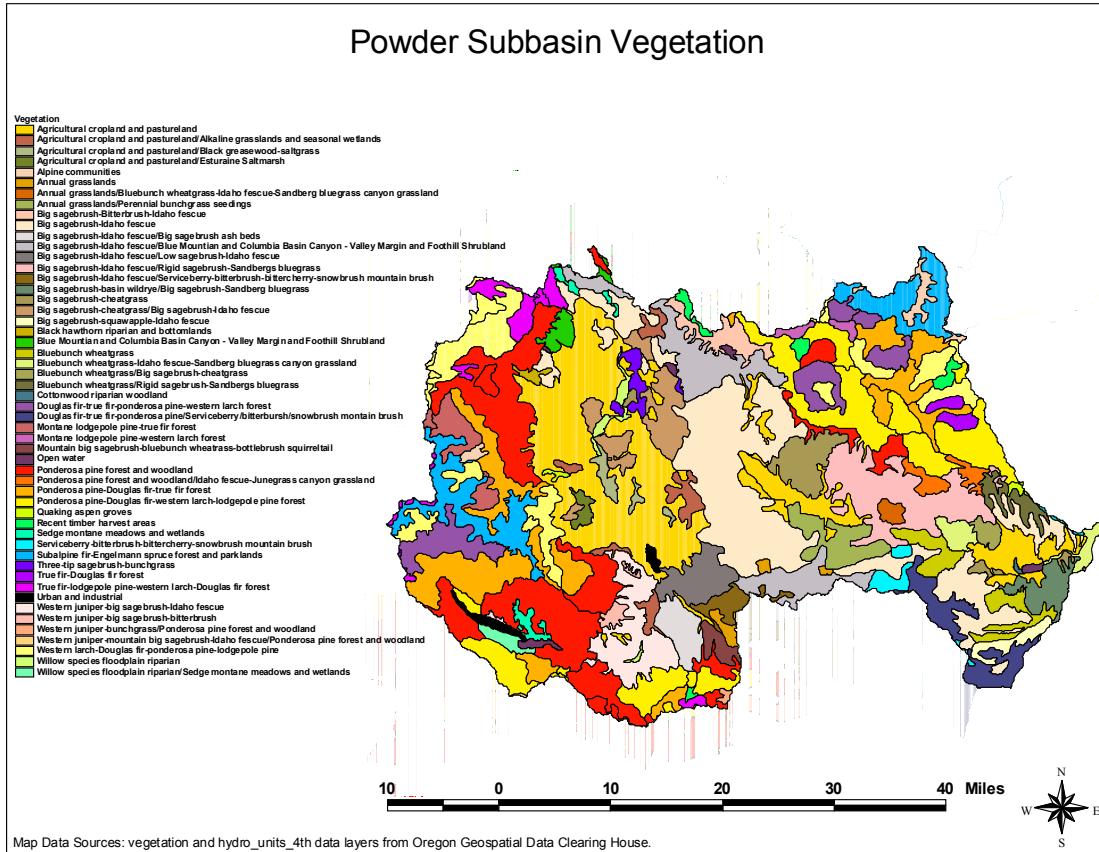 Powder Subbasin Vegetation
Vegetation
Agricultural cropland and pastureland
Agricultural cropland and pastureland/Alkaline grasslands and seasonal wetlands
Agricultural cropland and pastureland/Black greasewood-saltgrass
Agricultural cropland and pastureland/Esturaine Saltmarsh
Alpine communities
Annual grasslands
Annual grasslands/Bluebunch wheatgrass-Idaho fescue-Sandberg bluegrass canyon grassland
Annual grasslands/Perennial bunchgrass seedings
Big sagebrush-Bitterbrush-Idaho fescue
Big sagebrush-Idaho fescue
Big sagebrush-Idaho fescue/Big sagebrush ash beds
Big sagebrush-Idaho fescue/Blue Mountian and Columbia Basin Canyon - Valley Margin and Foothill Shrubland
Big sagebrush-Idaho fescue/Low sagebrush-Idaho fescue
Big sagebrush-Idaho fescue/Rigid sagebrush-Sandbergs bluegrass
Big sagebrush-Idaho fescue/Serviceberry-bitterbrush-bittercherry-snowbrush mountain brush
Big sagebrush-basin wildrye/Big sagebrush-Sandberg bluegrass
Big sagebrush-cheatgrass
Big sagebrush-cheatgrass/Big sagebrush-Idaho fescue
Big sagebrush-squawapple-Idaho fescue
Black hawthorn riparian and bottomlands
Blue Mountian and Columbia Basin Canyon - Valley Margin and Foothill Shrubland
Bluebunch wheatgrass
Bluebunch wheatgrass-Idaho fescue-Sandberg bluegrass canyon grassland
Bluebunch wheatgrass/Big sagebrush-cheatgrass
Bluebunch wheatgrass/Rigid sagebrush-Sandbergs bluegrass
Cottonwood riparian woodland
Douglas fir-true fir-ponderosa pine-western larch forest
Douglas fir-true fir-ponderosa pine/Serviceberry/bitterbursh/snowbrush montain brush
Montane lodgepole pine-true fir forest
Montane lodgepole pine-western larch forest
Mountain big sagebrush-bluebunch wheatrass-bottlebrush squirreltail
Open water
Ponderosa pine forest and woodland
Ponderosa pine forest and woodland/Idaho fescue-Junegrass canyon grassland
Ponderosa pine-Douglas fir-true fir forest
Ponderosa pine-Douglas fir-western larch-lodgepole pine forest
Quaking aspen groves
Recent timber harvest areas
Sedge montane meadows and wetlands
Serviceberry-bitterbrush-snowbrush mountain brush
Subalpine fir-Engelmann spruce forest and parklands
Three-tip sagebrush-bunchgrass
True fir-Douglas fir forest
True fir-lodgepole pine-western larch-Douglas fir forest
Urban and industrial
Western juniper-big sagebrush-Idaho fescue
Western juniper-big sagebrush-bitterbrush
Western juniper-bunchgrass/Ponderosa pine forest and woodland
Western juniper-mountain big sagebrush-Idaho fescue/Ponderosa pine forest and woodland
Western larch-Douglas fir-ponderosa pine-lodgepole pine
Willow species floodplain riparian
Willow species floodplain riparian/Sedge montane meadows and wetlands
10 0 10 20 30 40 Miles
N
W E
S
Map Data Sources: vegetation and hydro_units_4th data layers from Oregon Geospatial Data Clearing House.